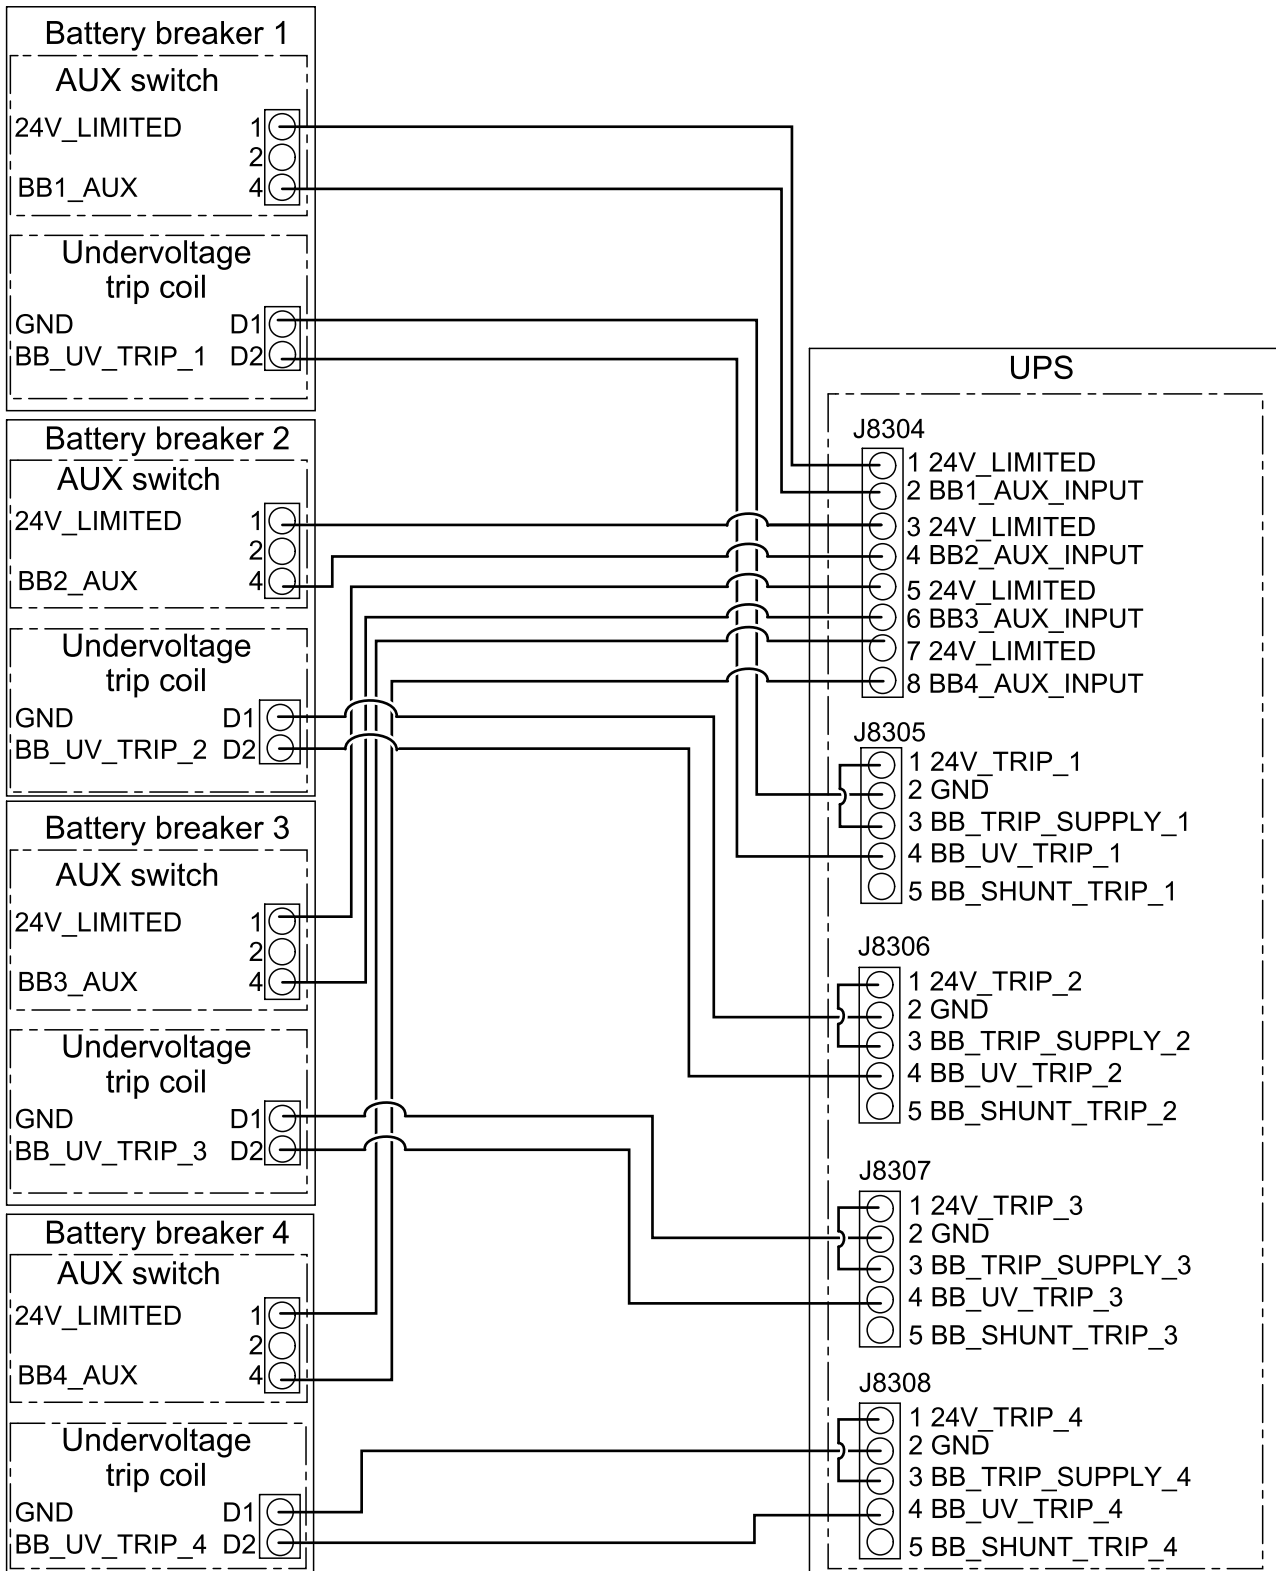 Battery breaker 1
AUX switch
24V_LIMITED 1
2
BB1_AUX 4
Undervoltage
trip coil
GND D1
BB_UV_TRIP_1 D2
Battery breaker 2
AUX switch
24V_LIMITED 1
2
BB2_AUX 4
Undervoltage
trip coil
GND D1
BB_UV_TRIP_2 D2
Battery breaker 3
AUX switch
24V_LIMITED 1
2
BB3_AUX 4
Undervoltage
trip coil
GND D1
BB_UV_TRIP_3 D2
Battery breaker 4
AUX switch
24V_LIMITED 1
2
BB4_AUX 4
Undervoltage
trip coil
GND D1
BB_UV_TRIP_4 D2
UPS
J8304
1 24V_LIMITED
2 BB1_AUX_INPUT
3 24V_LIMITED
4 BB2_AUX_INPUT
5 24V_LIMITED
6 BB3_AUX_INPUT
7 24V_LIMITED
8 BB4_AUX_INPUT
J8305
1 24V_TRIP_1
2 GND
3 BB_TRIP_SUPPLY_1
4 BB_UV_TRIP_1
5 BB_SHUNT_TRIP_1
J8306
1 24V_TRIP_2
2 GND
3 BB_TRIP_SUPPLY_2
4 BB_UV_TRIP_2
5 BB_SHUNT_TRIP_2
J8307
1 24V_TRIP_3
2 GND
3 BB_TRIP_SUPPLY_3
4 BB_UV_TRIP_3
5 BB_SHUNT_TRIP_3
J8308
1 24V_TRIP_4
2 GND
3 BB_TRIP_SUPPLY_4
4 BB_UV_TRIP_4
5 BB_SHUNT_TRIP_4